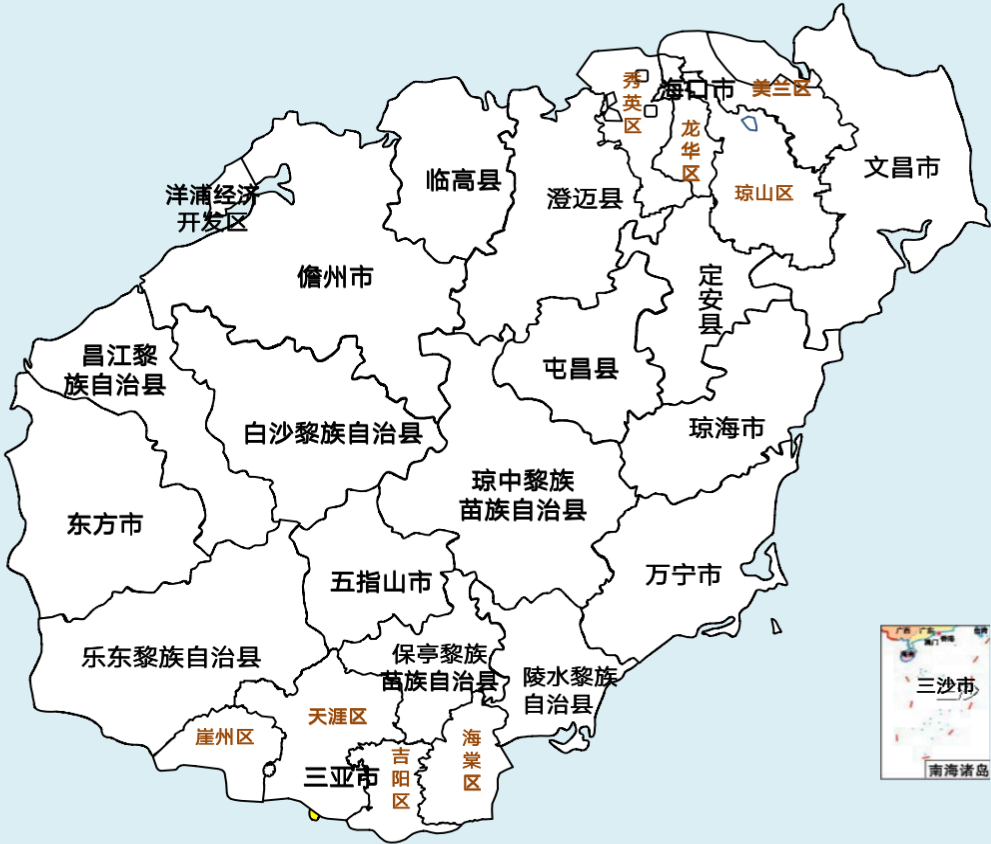 秀英区
海口市
美兰区
龙华区
琼山区
文昌市
临高县
澄迈县
洋浦经济
开发区
儋州市
定安县
昌江黎
族自治县
屯昌县
白沙黎族自治县
琼海市
琼中黎族
苗族自治县
东方市
五指山市
万宁市
乐东黎族自治县
保亭黎族
苗族自治县
陵水黎族
自治县
天涯区
崖州区
三亚市
吉阳区
海棠区
广西
广东
三沙市
南海诸岛